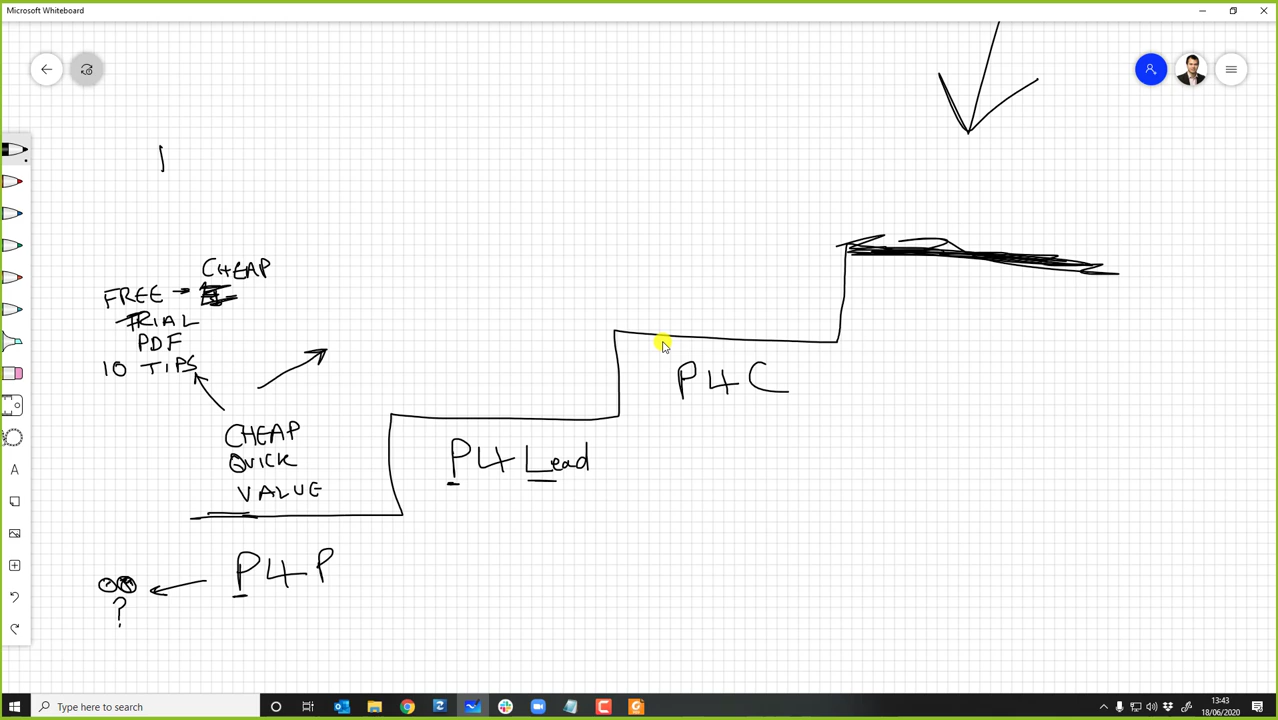 Microsoft Whiteboard
FREE → CHEAP
TRIAL
PDF
10 TIPS
CHEAP
QUICK
VALUE
P4P
?
P4Lead
P4C
A
Type here to search
13:43
18/06/2020